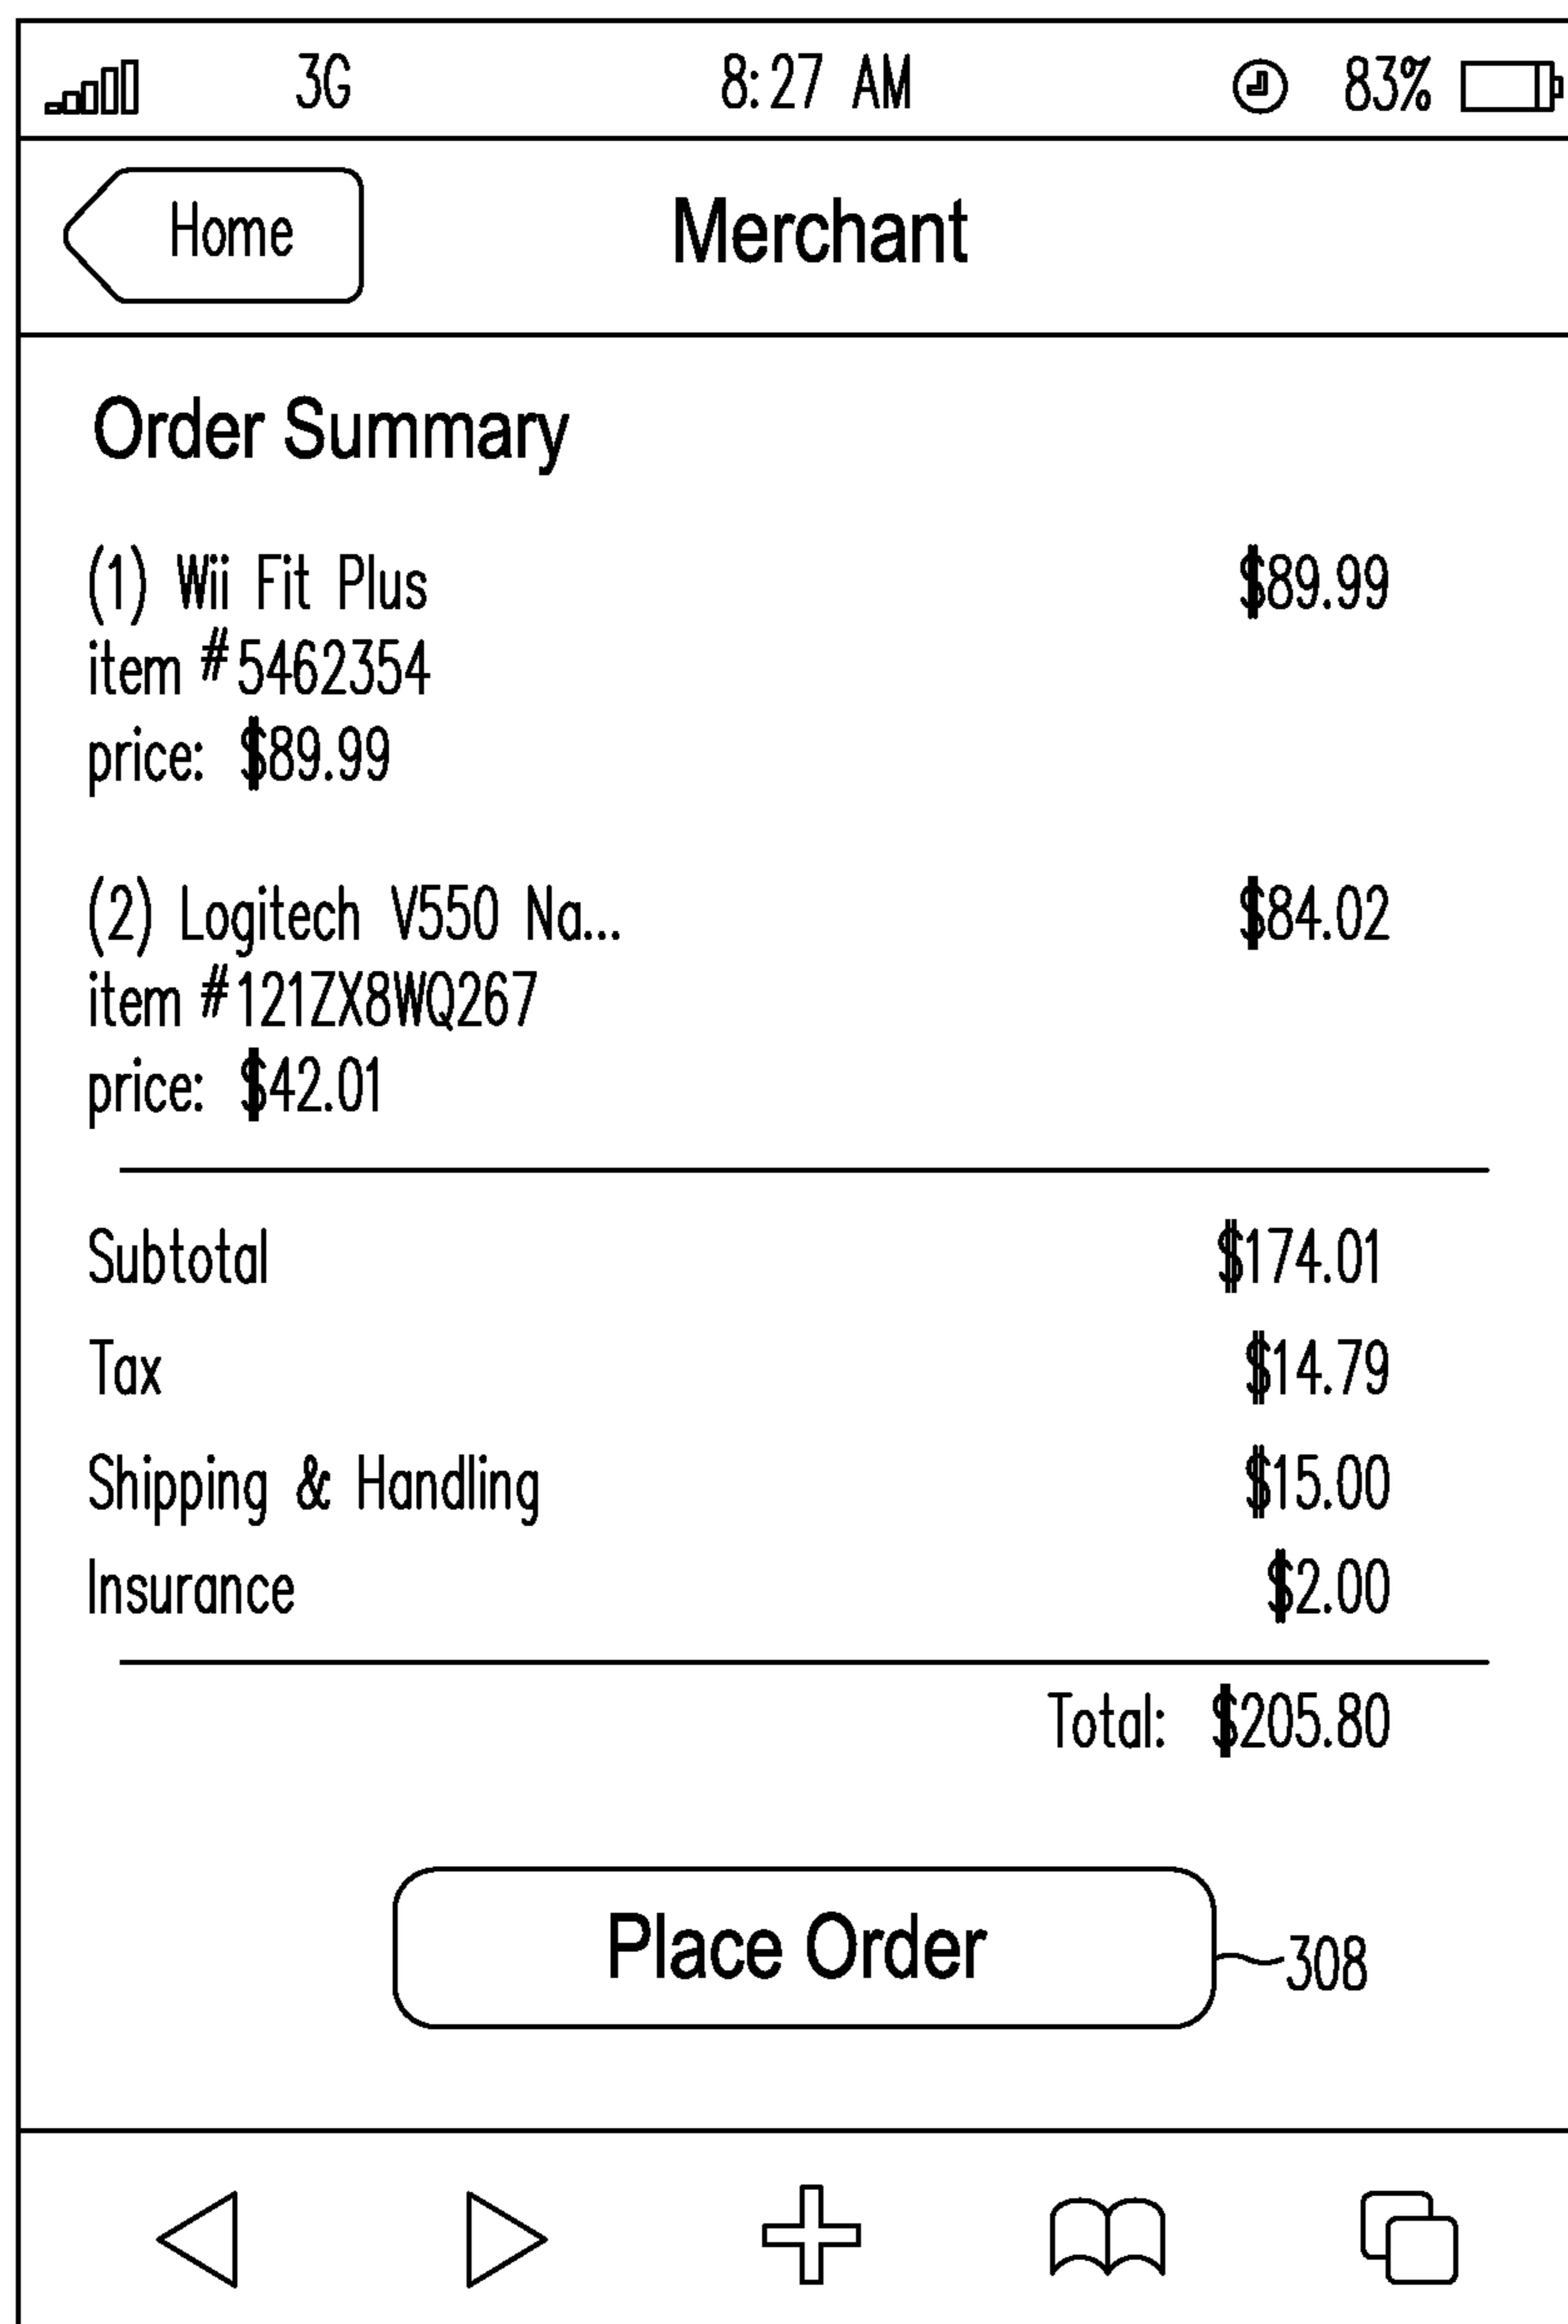 3G 8:27 AM 83%
Home Merchant
Order Summary
(1) Wii Fit Plus $89.99
item #5462354
price: $89.99
(2) Logitech V550 Na... $84.02
item #121ZX8WQ267
price: $42.01
Subtotal $174.01
Tax $14.79
Shipping & Handling $15.00
Insurance $2.00
Total: $205.80
Place Order 308